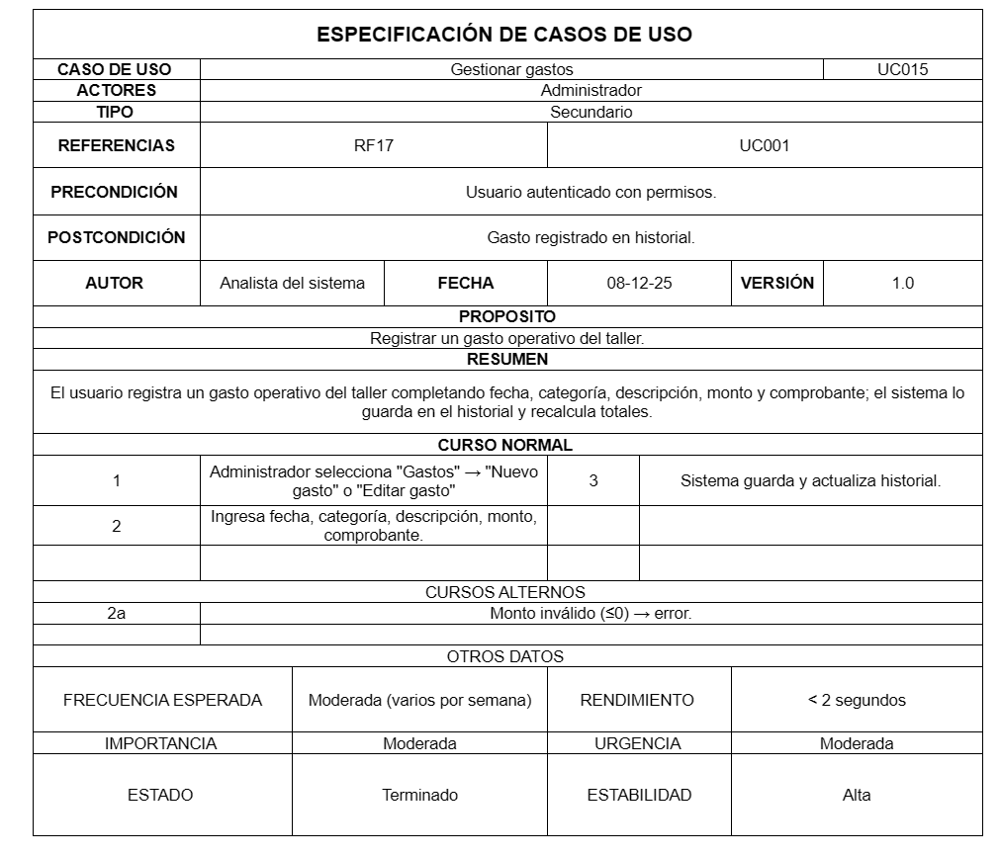 ESPECIFICACIÓN DE CASOS DE USO
CASO DE USO Gestionar gastos UC015
ACTORES Administrador
TIPO Secundario
REFERENCIAS RF17 UC001
PRECONDICIÓN Usuario autenticado con permisos.
POSTCONDICIÓN Gasto registrado en historial.
AUTOR Analista del sistema FECHA 08-12-25 VERSIÓN 1.0
PROPOSITO
Registrar un gasto operativo del taller.
RESUMEN
El usuario registra un gasto operativo del taller completando fecha, categoría, descripción, monto y comprobante; el sistema lo
guarda en el historial y recalcula totales.
CURSO NORMAL
1 Administrador selecciona "Gastos" → "Nuevo
gasto" o "Editar gasto"
3 Sistema guarda y actualiza historial.
2 Ingresa fecha, categoría, descripción, monto,
comprobante.
CURSOS ALTERNOS
2a Monto inválido (≤0) → error.
OTROS DATOS
FRECUENCIA ESPERADA Moderada (varios por semana) RENDIMIENTO < 2 segundos
IMPORTANCIA Moderada URGENCIA Moderada
ESTADO Terminado ESTABILIDAD Alta